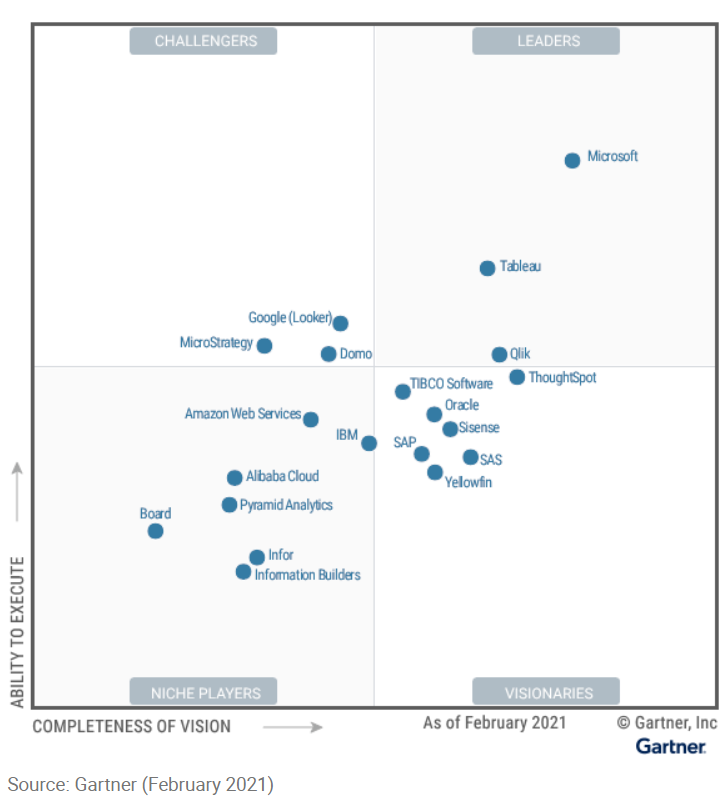 CHALLENGERS
LEADERS
Microsoft
Tableau
Google (Looker)
MicroStrategy
Domo
Qlik
ThoughtSpot
TIBCO Software
Oracle
Amazon Web Services
Sisense
IBM
SAP
SAS
Alibaba Cloud
Yellowfin
Pyramid Analytics
Board
Infor
Information Builders
ABILITY TO EXECUTE
NICHE PLAYERS
VISIONARIES
COMPLETENESS OF VISION
As of February 2021
© Gartner, Inc
Gartner
Source: Gartner (February 2021)